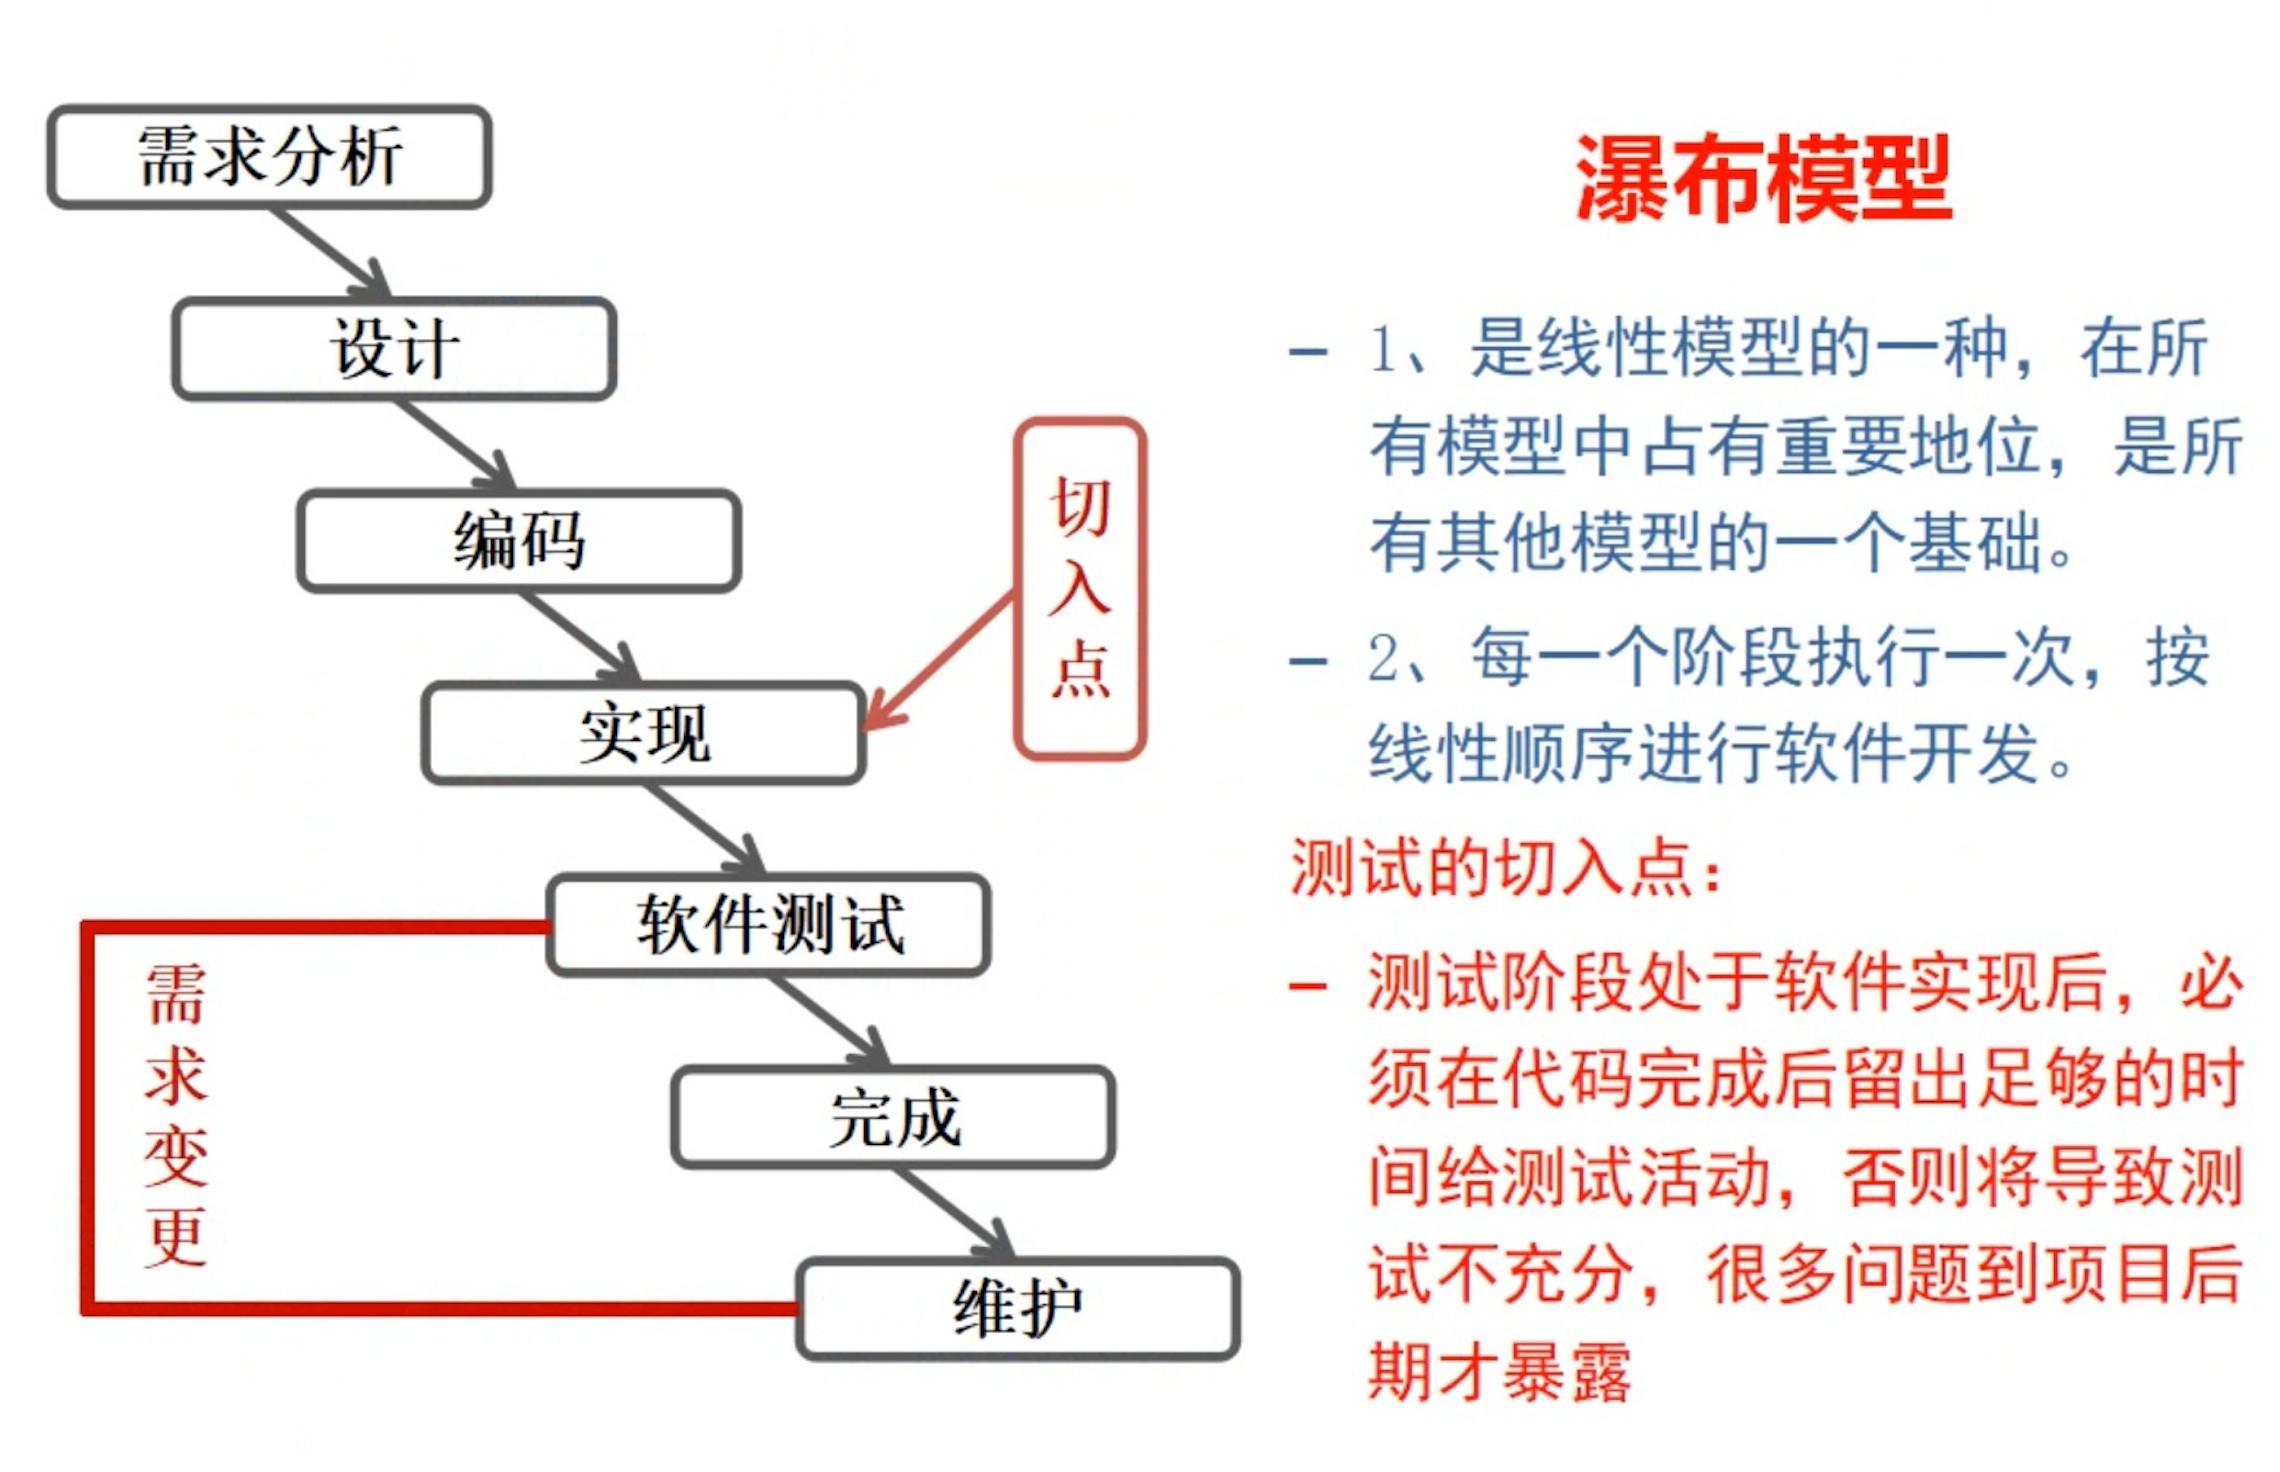 需求分析
设计
编码
实现
软件测试
完成
维护
切
入
点
需
求
变
更
瀑布模型
– 1、是线性模型的一种，在所
有模型中占有重要地位，是所
有其他模型的一个基础。
– 2、每一个阶段执行一次，按
线性顺序进行软件开发。
测试的切入点：
– 测试阶段处于软件实现后，必
须在代码完成后留出足够的时
间给测试活动，否则将导致测
试不充分，很多问题到项目后
期才暴露